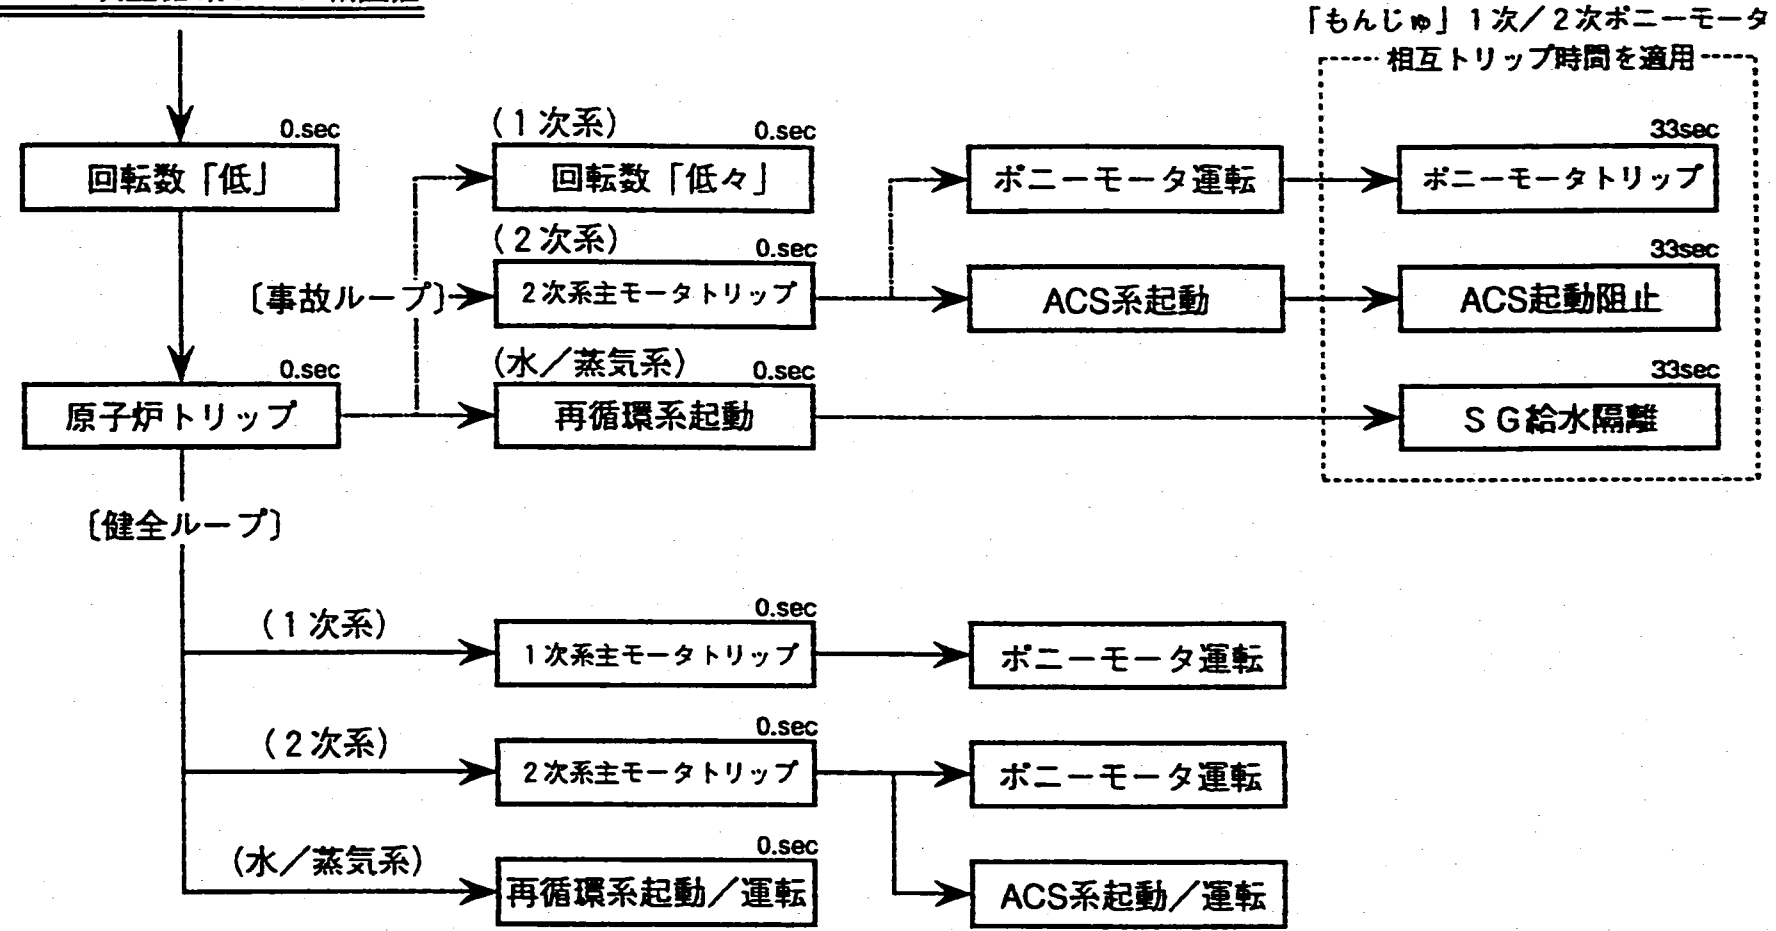 「もんじゅ」1次／2次ポニーモータ
相互トリップ時間を適用
0.sec
回転数「低」
(1次系)
0.sec
回転数「低々」
ポニーモータ運転
33sec
ポニーモータトリップ
(2次系)
0.sec
〔事故ループ〕
2次系主モータトリップ
ACS系起動
33sec
ACS起動阻止
0.sec
原子炉トリップ
(水／蒸気系)
0.sec
再循環系起動
33sec
SG給水隔離
〔健全ループ〕
(1次系)
0.sec
1次系主モータトリップ
ポニーモータ運転
(2次系)
0.sec
2次系主モータトリップ
ポニーモータ運転
(水／蒸気系)
0.sec
再循環系起動／運転
ACS系起動／運転